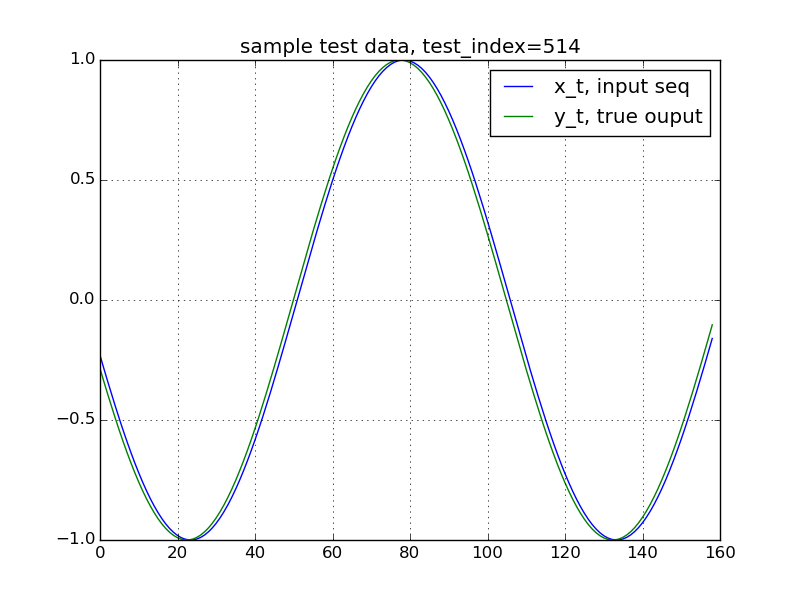 sample test data, test_index=514
x_t, input seq
y_t, true ouput
1.0
0.5
0.0
−0.5
−1.0
0 20 40 60 80 100 120 140 160